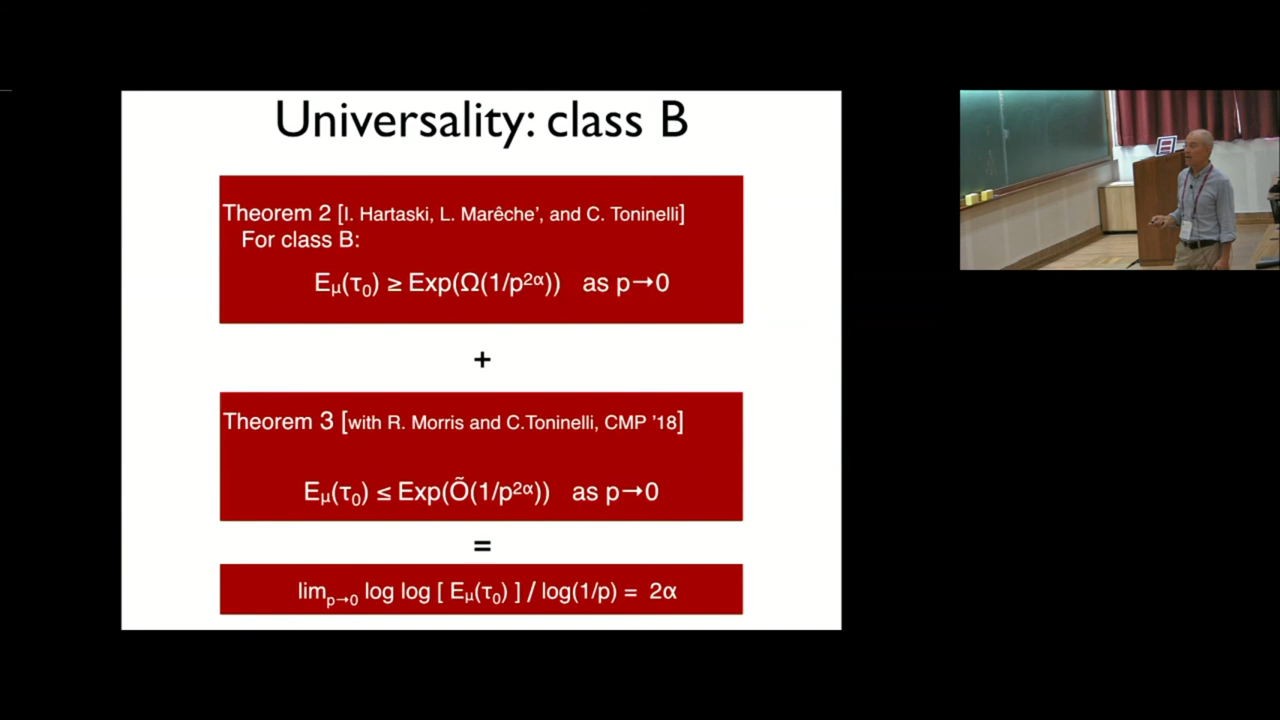 Universality: class B
Theorem 2 [I. Hartaski, L. Marêche’, and C. Toninelli]
For class B:
Eμ(τ₀) ≥ Exp(Ω(1/p²ᵅ)) as p→0
+
Theorem 3 [with R. Morris and C.Toninelli, CMP ’18]
Eμ(τ₀) ≤ Exp(Õ(1/p²ᵅ)) as p→0
=
limₚ→₀ log log [ Eμ(τ₀) ] / log(1/p) = 2α